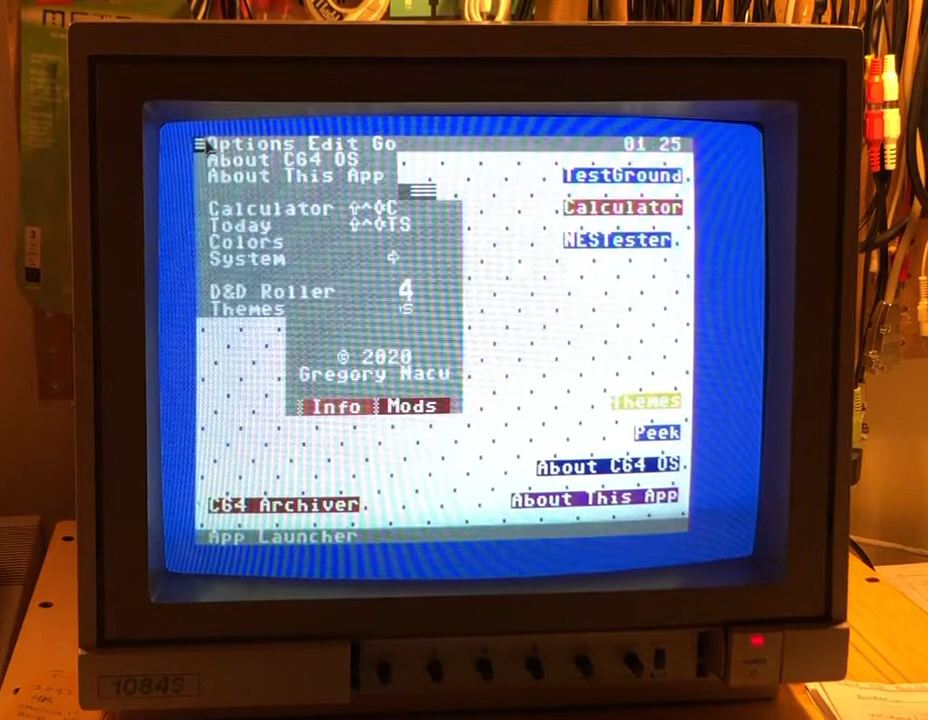 Options Edit Go
01 25
About C64 OS
About This App
Calculator ⇧^◊C
Today ⇧^◊TS
Colors
System
D&D Roller
4
Themes
© 2020
Gregory Nacu
Info
Mods
TestGround
Calculator
NESTester
Themes
Peek
About C64 OS
About This App
C64 Archiver
App Launcher
1084S
POWER